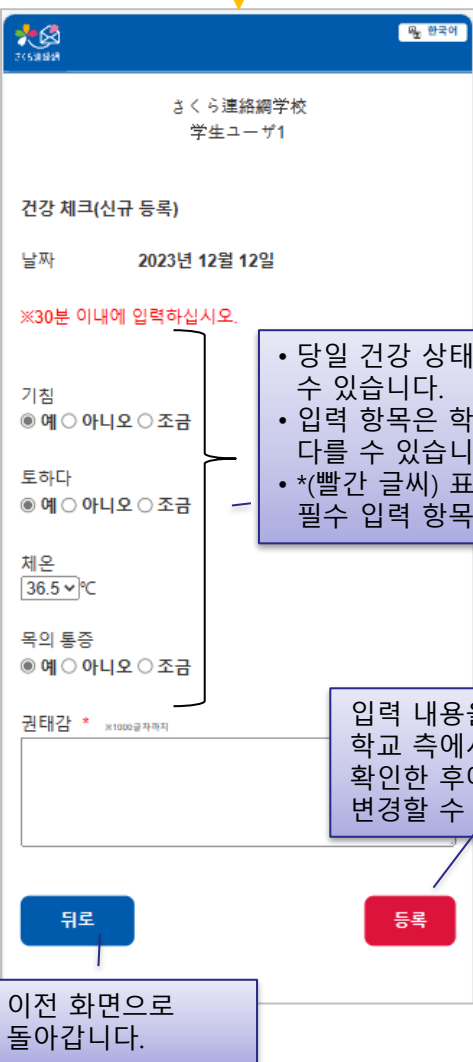 さくら連絡網
한국어
さくら連絡網学校
学生ユーザ1
건강 체크(신규 등록)
날짜 2023년 12월 12일
※30분 이내에 입력하십시오.
기침
예 아니오 조금
토하다
예 아니오 조금
체온
36.5 ℃
목의 통증
예 아니오 조금
권태감 * ※1000글자까지
• 당일 건강 상태
수 있습니다.
• 입력 항목은 학
다를 수 있습니
• *(빨간 글씨) 표
필수 입력 항목
입력 내용을
학교 측에서
확인한 후에
변경할 수
뒤로
등록
이전 화면으로
돌아갑니다.